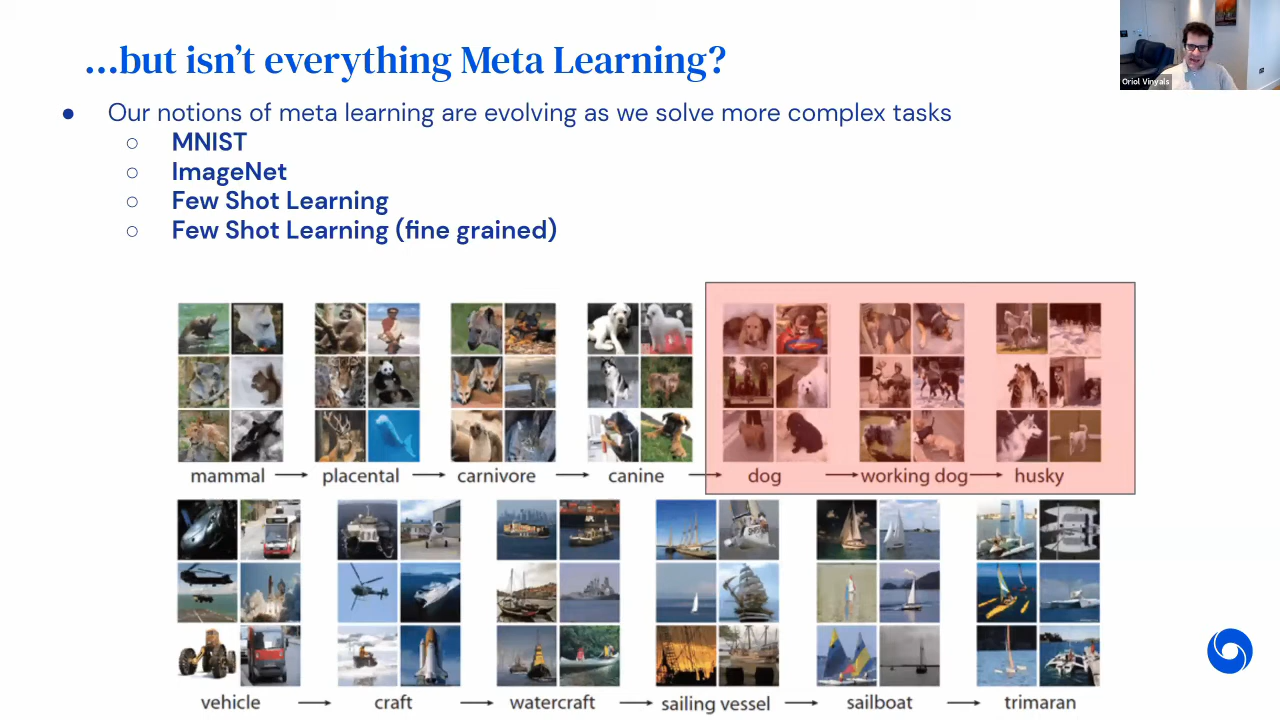 ...but isn't everything Meta Learning?
Oriol Vinyals
● Our notions of meta learning are evolving as we solve more complex tasks
○ MNIST
○ ImageNet
○ Few Shot Learning
○ Few Shot Learning (fine grained)
mammal → placental → carnivore → canine → dog → working dog → husky
vehicle → craft → watercraft → sailing vessel → sailboat → trimaran